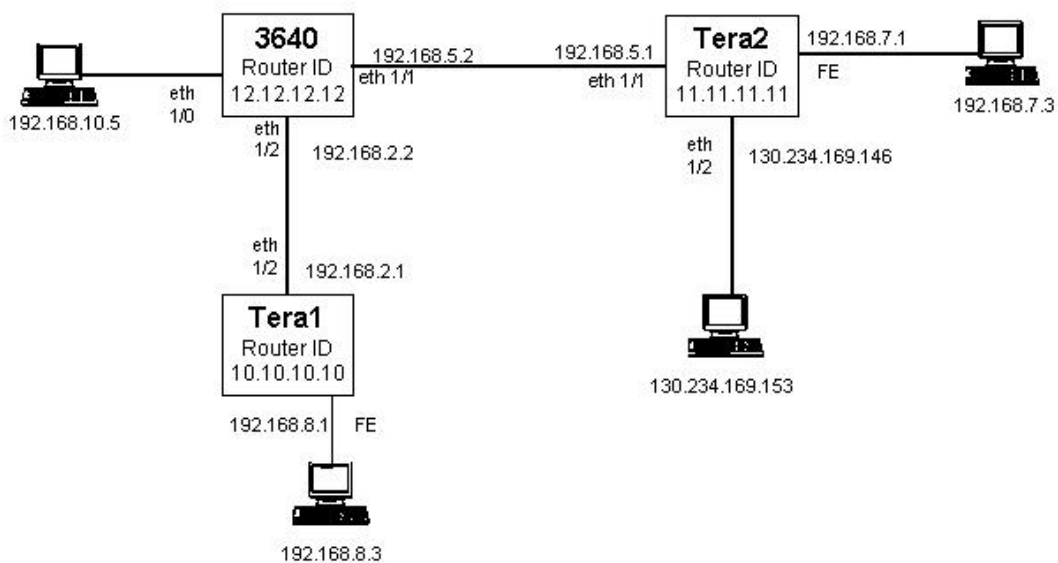 3640
Router ID
12.12.12.12
192.168.5.2
eth 1/1
192.168.5.1
eth 1/1
Tera2
Router ID
11.11.11.11
192.168.7.1
FE
192.168.7.3
192.168.10.5
eth
1/0
eth
1/2
192.168.2.2
eth
1/2
130.234.169.146
eth
1/2
192.168.2.1
Tera1
Router ID
10.10.10.10
130.234.169.153
192.168.8.1
FE
192.168.8.3